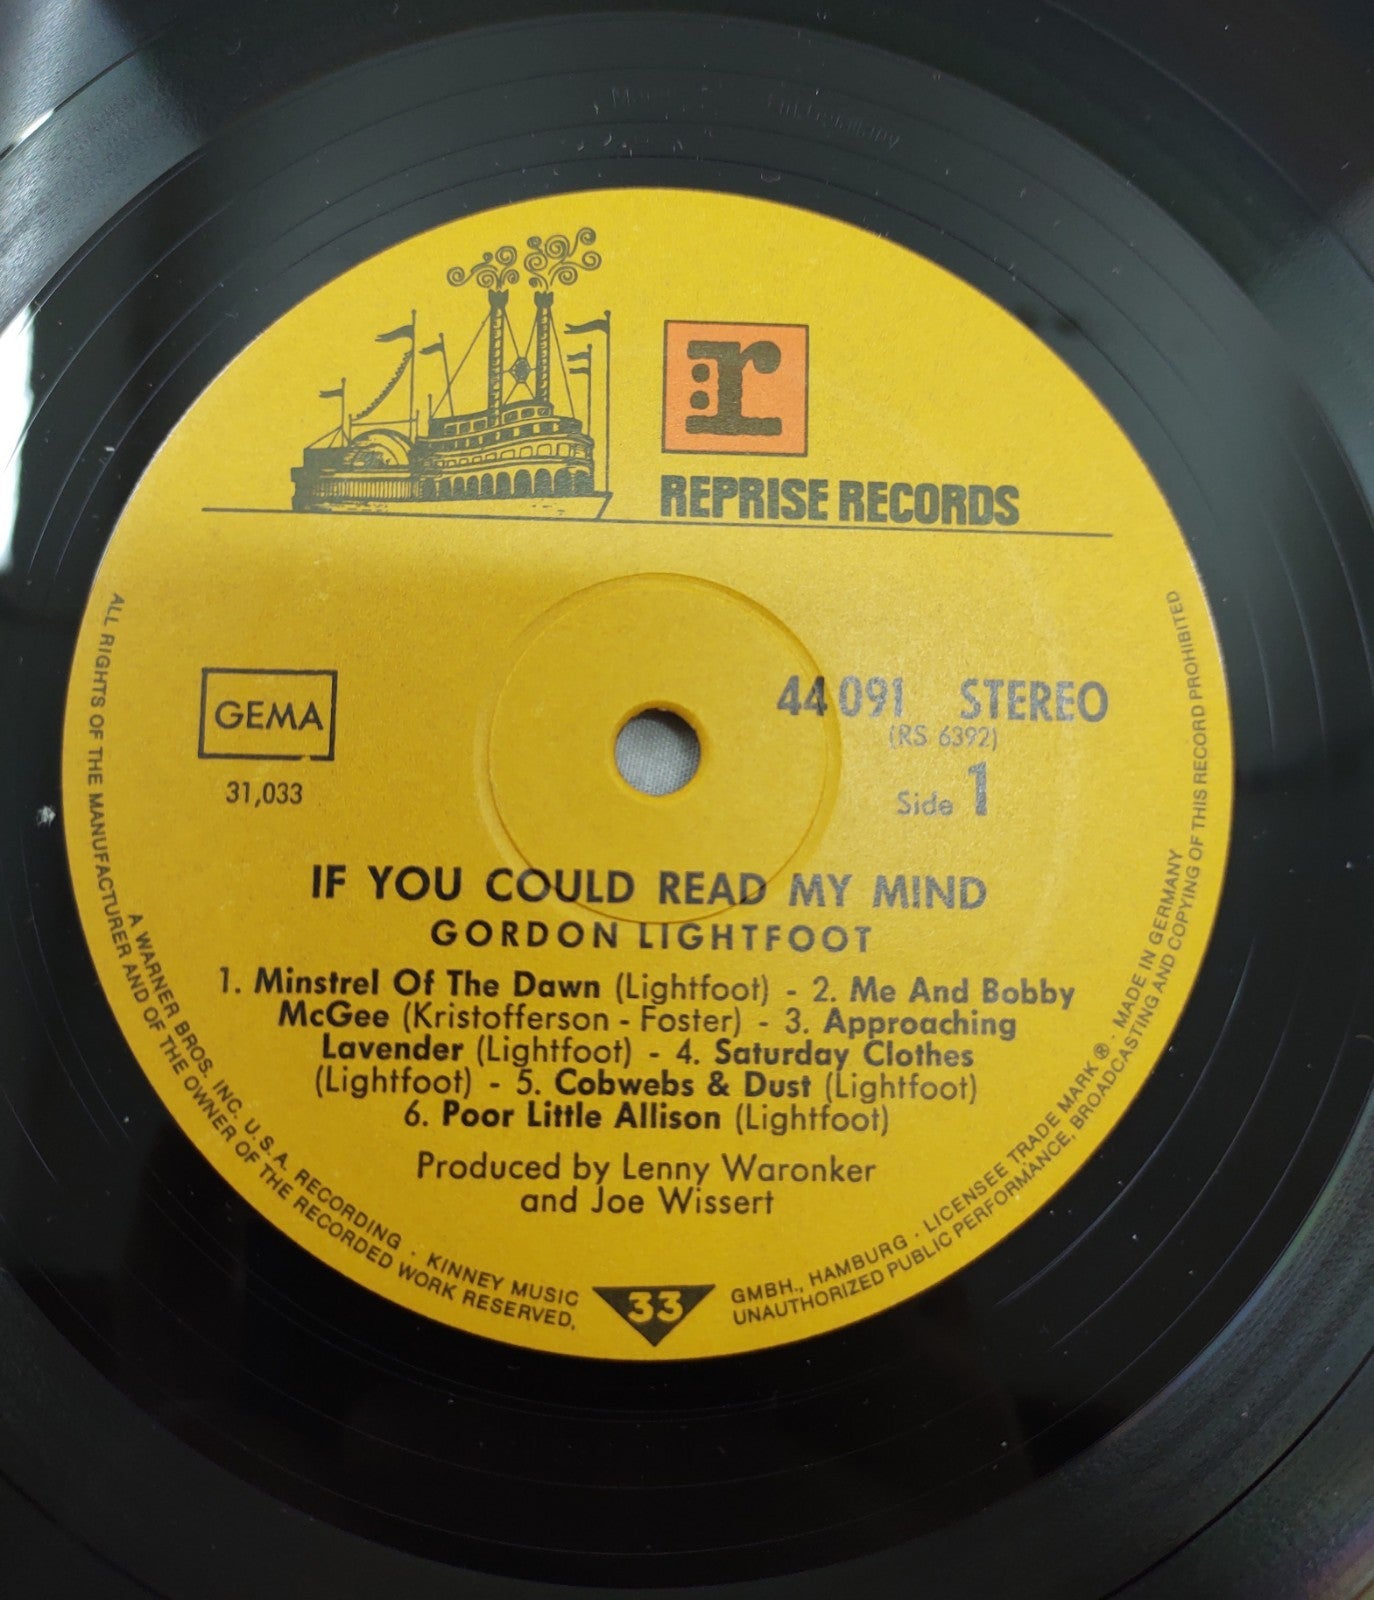 r:
REPRISE RECORDS
GEMA
31,033
44 091 STEREO
(RS 6392)
Side 1
IF YOU COULD READ MY MIND
GORDON LIGHTFOOT
1. Minstrel Of The Dawn (Lightfoot) - 2. Me And Bobby
McGee (Kristofferson - Foster) - 3. Approaching
Lavender (Lightfoot) - 4. Saturday Clothes
(Lightfoot) - 5. Cobwebs & Dust (Lightfoot)
6. Poor Little Allison (Lightfoot)
Produced by Lenny Waronker
and Joe Wissert
33
A WARNER BROS. INC. U.S.A. RECORDING · KINNEY MUSIC GMBH., HAMBURG · LICENSEE TRADE MARK ® · MADE IN GERMANY
ALL RIGHTS OF THE MANUFACTURER AND OF THE OWNER OF THE RECORDED WORK RESERVED, UNAUTHORIZED PUBLIC PERFORMANCE, BROADCASTING AND COPYING OF THIS RECORD PROHIBITED